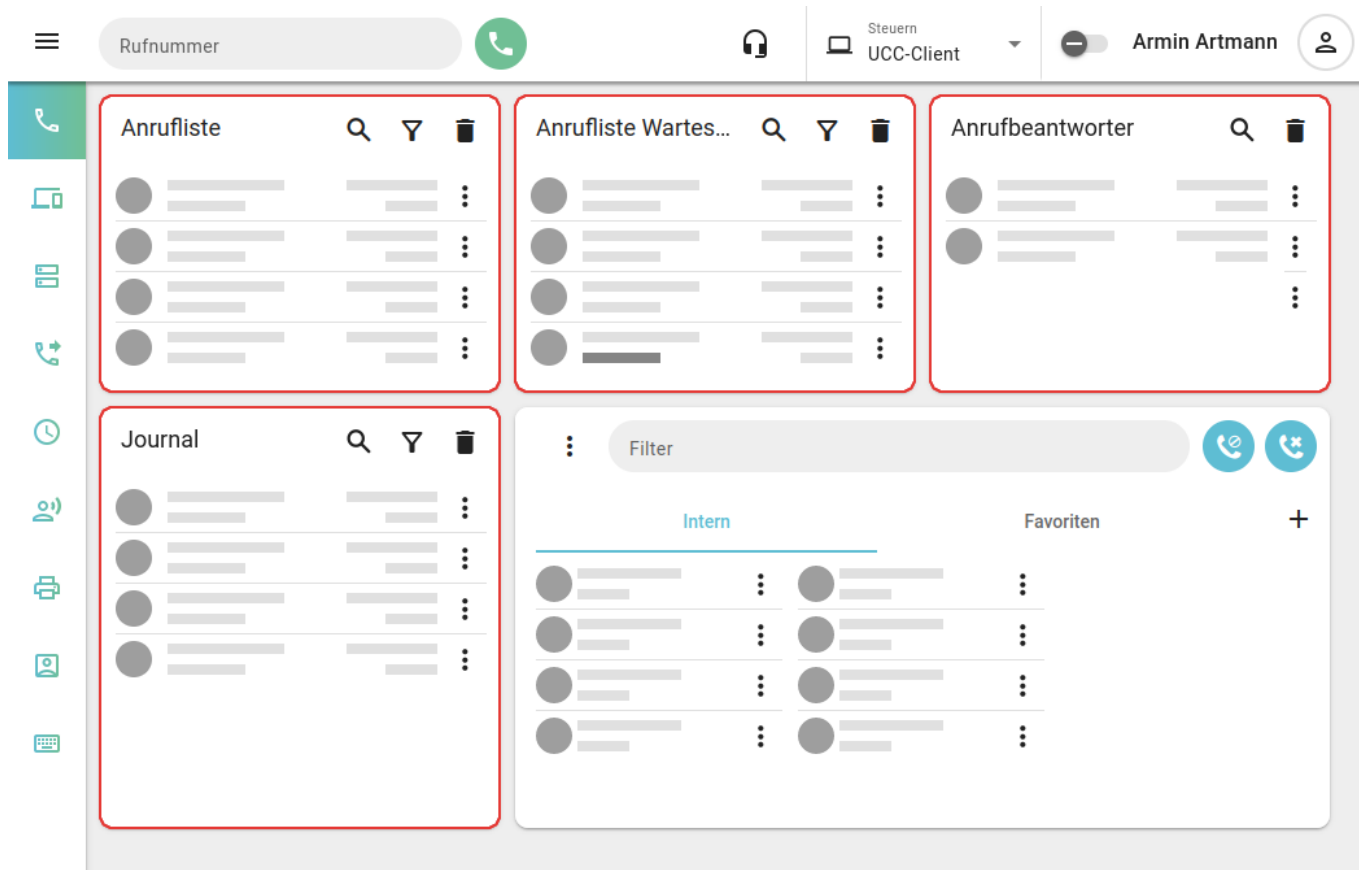 Rufnummer
Steuern
UCC-Client
Armin Artmann
Anrufliste
Anrufliste Wartes...
Anrufbeantworter
Journal
Filter
Intern
Favoriten